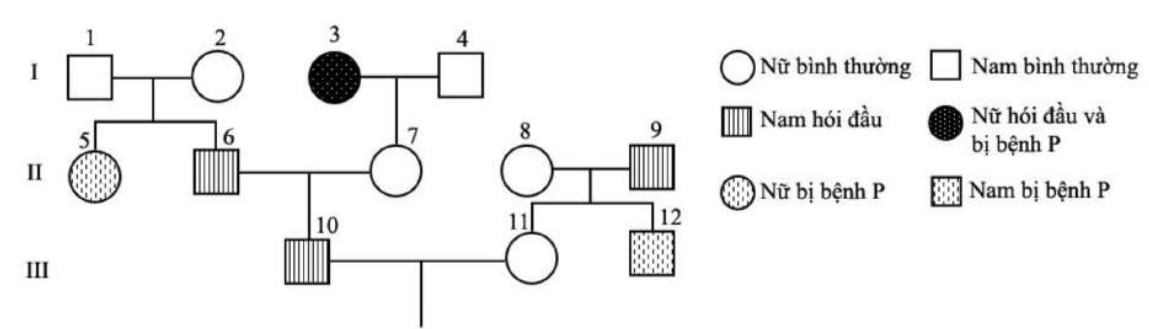 1 2 3 4
I
Nữ bình thường Nam bình thường
Nam hói đầu Nữ hói đầu và bị bệnh P
5 6 7 8 9
II
Nữ bị bệnh P Nam bị bệnh P
10 11 12
III